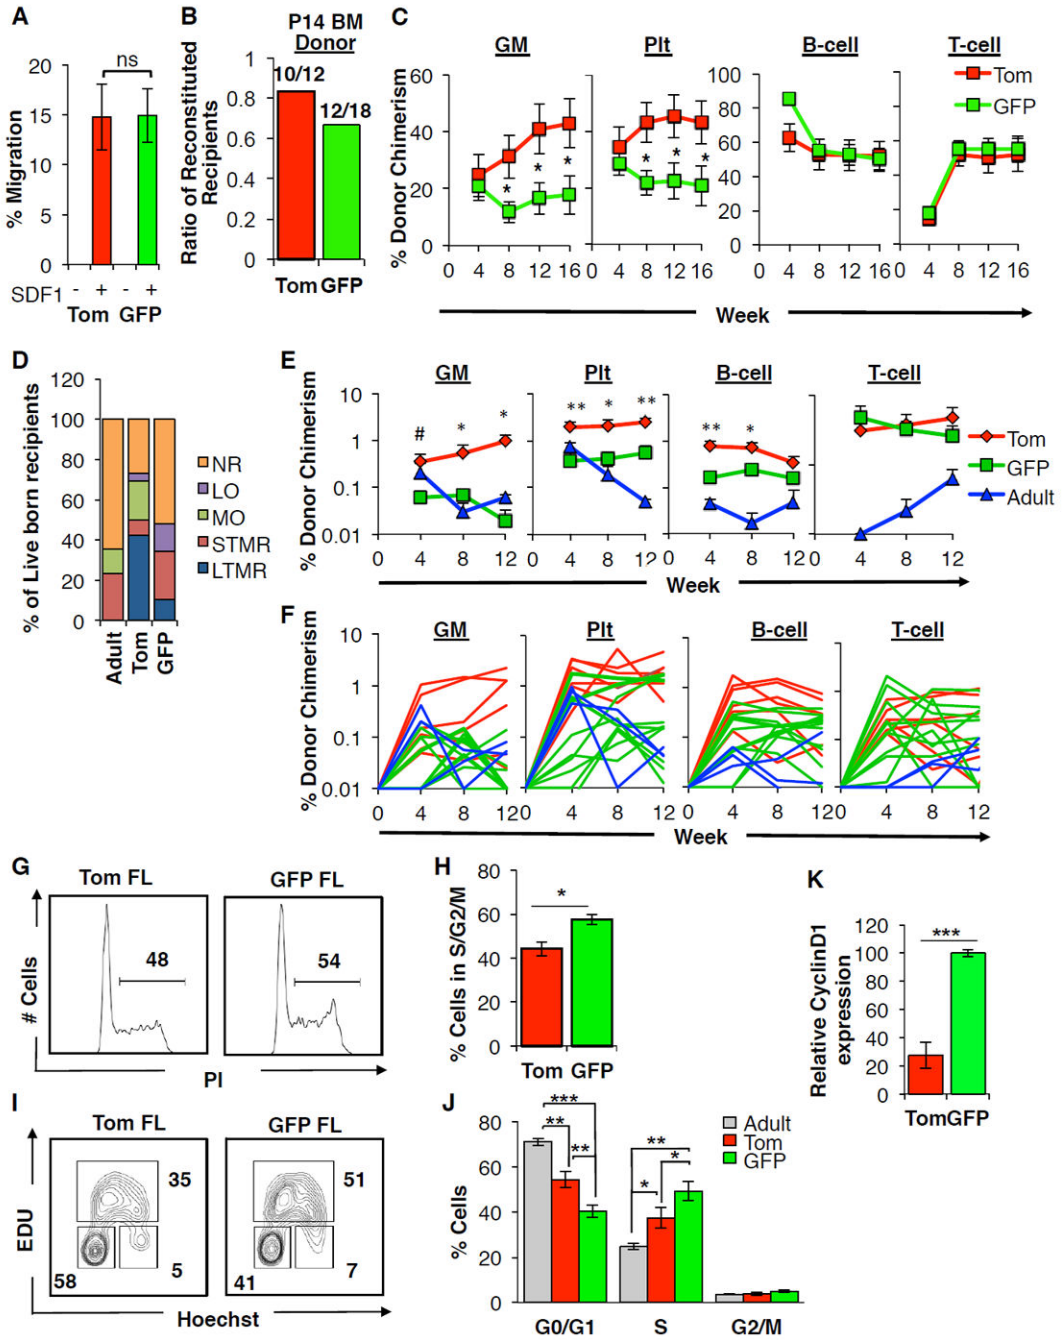 A
% Migration
20
15
10
5
0
ns
SDF1 - + - +
Tom GFP
B
P14 BM
Donor
Ratio of Reconstituted
Recipients
1
0.8
0.6
0.4
0.2
0
10/12
12/18
Tom GFP
C
GM Plt B-cell T-cell
% Donor Chimerism
60
40
20
0
100
80
60
40
20
0
Tom
GFP
* * *
* * *
0 4 8 12 16 0 4 8 12 16 0 4 8 12 16 0 4 8 12 16
Week
D
% of Live born recipients
120
100
80
60
40
20
0
NR
LO
MO
STMR
LTMR
Adult Tom GFP
E
GM Plt B-cell T-cell
% Donor Chimerism
10
1
0.1
0.01
# * *
** * **
** *
Tom
GFP
Adult
0 4 8 12 0 4 8 12 0 4 8 12 0 4 8 12
Week
F
GM Plt B-cell T-cell
% Donor Chimerism
10
1
0.1
0.01
0 4 8 12 0 4 8 12 0 4 8 12 0 4 8 12
Week
G
Tom FL GFP FL
# Cells
48
54
PI
H
% Cells in S/G2/M
80
60
40
20
0
*
Tom GFP
K
Relative CyclinD1
expression
120
100
80
60
40
20
0
***
TomGFP
I
Tom FL GFP FL
EDU
35
5
58
51
7
41
Hoechst
J
% Cells
80
60
40
20
0
***
**
**
**
*
*
Adult
Tom
GFP
G0/G1 S G2/M